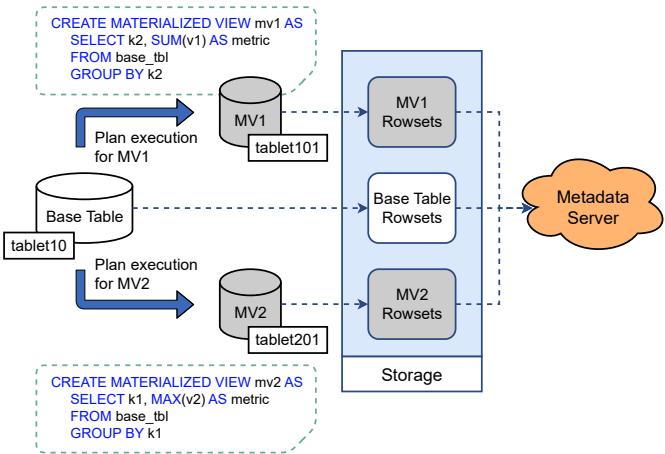 CREATE MATERIALIZED VIEW mv1 AS
SELECT k2, SUM(v1) AS metric
FROM base_tbl
GROUP BY k2
Plan execution
for MV1
MV1
tablet101
MV1
Rowsets
Base Table
tablet10
Base Table
Rowsets
Metadata
Server
Plan execution
for MV2
MV2
tablet201
MV2
Rowsets
Storage
CREATE MATERIALIZED VIEW mv2 AS
SELECT k1, MAX(v2) AS metric
FROM base_tbl
GROUP BY k1